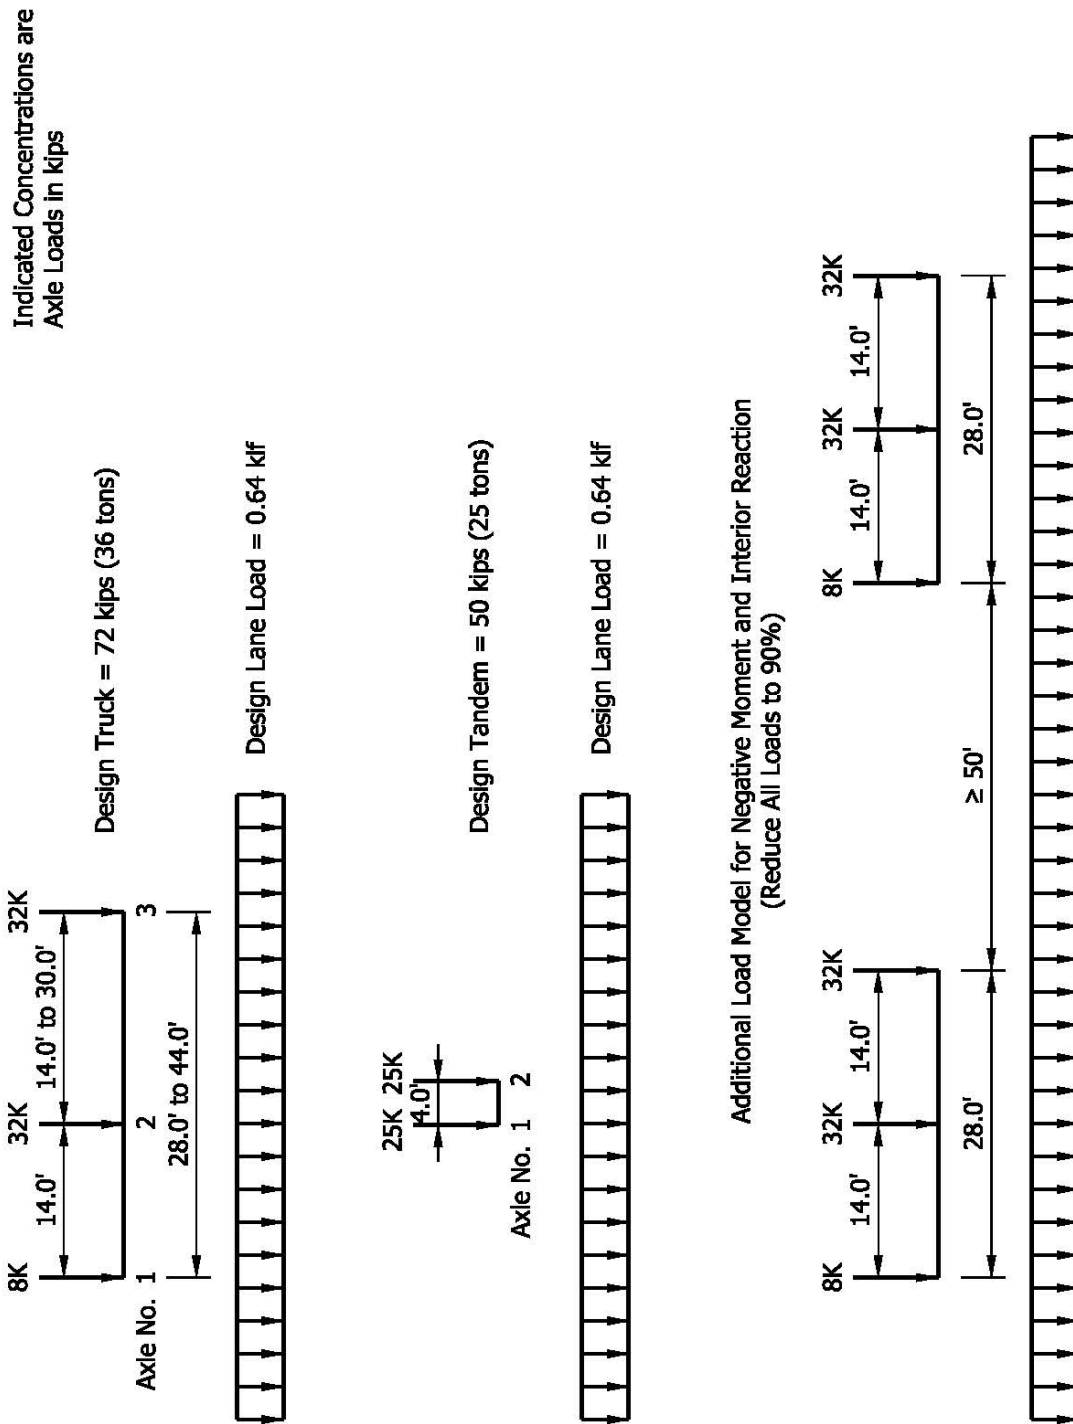 Indicated Concentrations are
Axle Loads in kips
8K 32K 32K
14.0' 14.0' to 30.0'
Design Truck = 72 kips (36 tons)
Axle No. 1 2 3
28.0' to 44.0'
Design Lane Load = 0.64 klf
25K 25K
4.0'
Design Tandem = 50 kips (25 tons)
Axle No. 1 2
Design Lane Load = 0.64 klf
Additional Load Model for Negative Moment and Interior Reaction
(Reduce All Loads to 90%)
8K 32K 32K 8K 32K 32K
14.0' 14.0' 14.0' 14.0'
28.0' ≥ 50' 28.0'